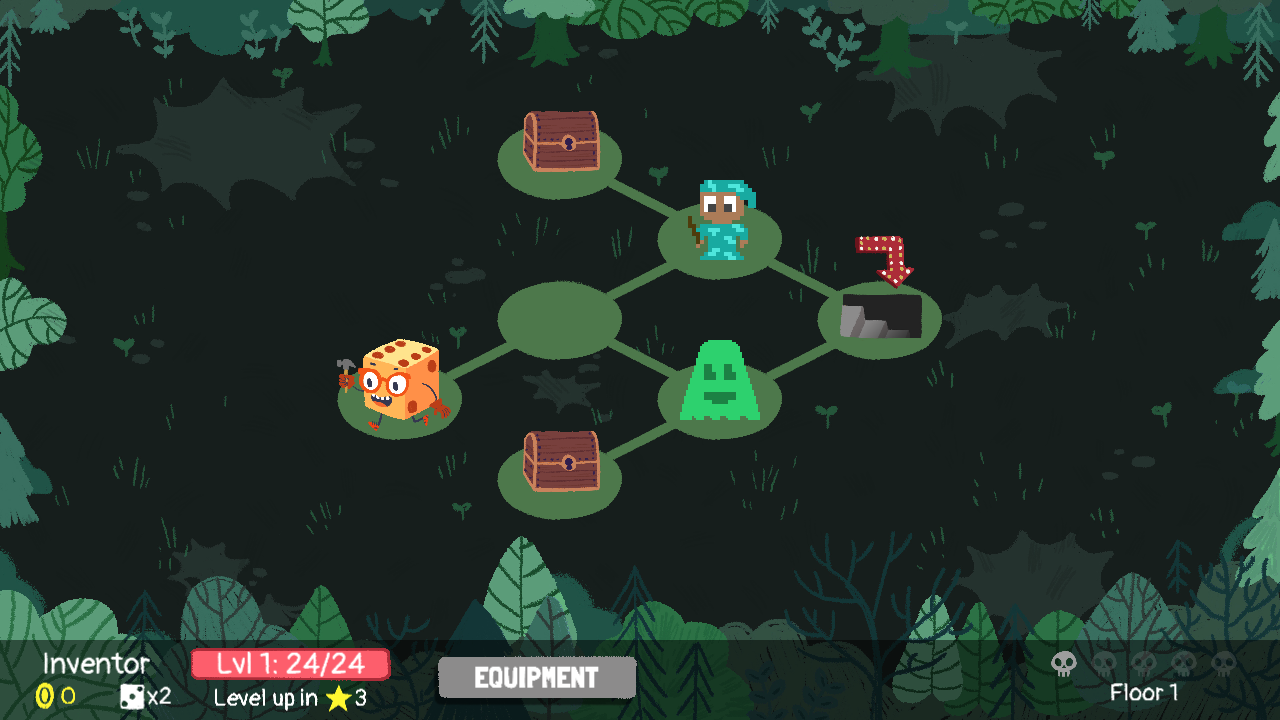 Inventor
Lvl 1: 24/24
0
x2
Level up in 3
EQUIPMENT
Floor 1